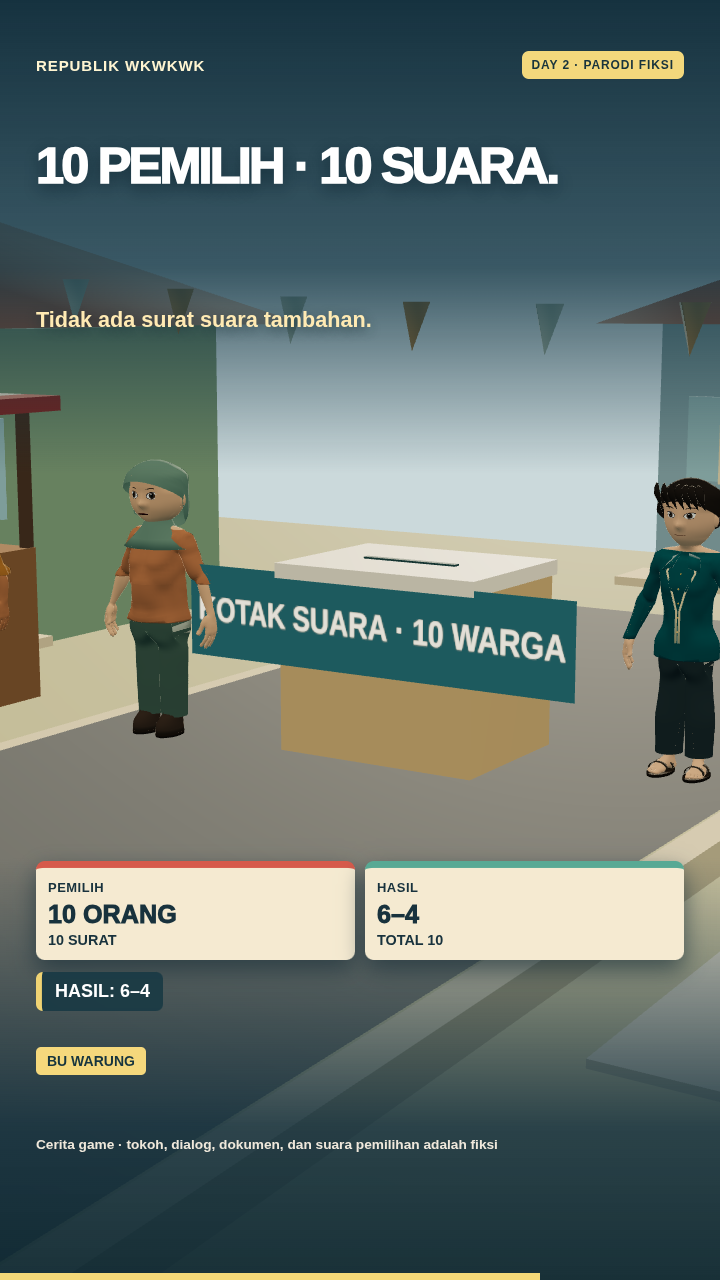 REPUBLIK WKWKWK
DAY 2 · PARODI FIKSI
10 PEMILIH · 10 SUARA.
Tidak ada surat suara tambahan.
KOTAK SUARA · 10 WARGA
PEMILIH
10 ORANG
10 SURAT
HASIL
6–4
TOTAL 10
HASIL: 6–4
BU WARUNG
Cerita game · tokoh, dialog, dokumen, dan suara pemilihan adalah fiksi